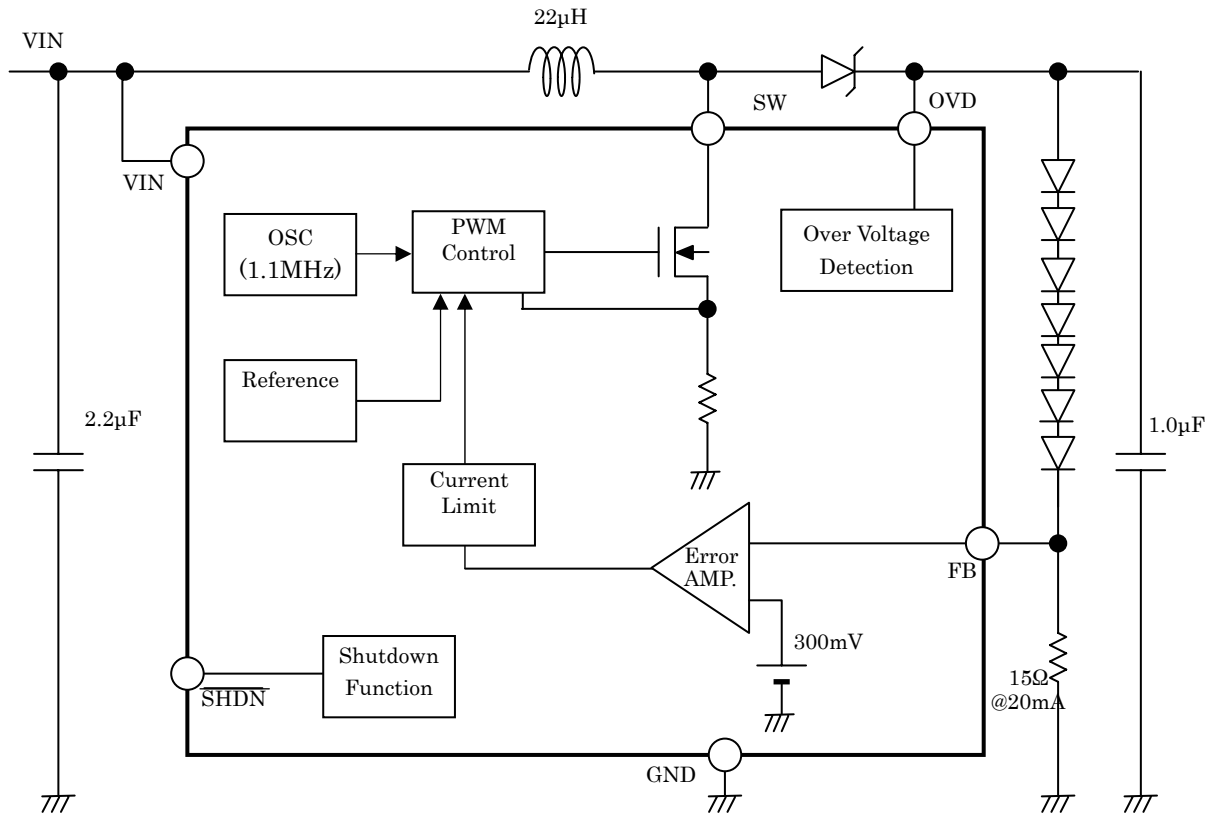 22µH
VIN
SW
OVD
VIN
OSC
(1.1MHz)
PWM
Control
Over Voltage
Detection
Reference
2.2µF
1.0µF
Current
Limit
Error
AMP.
FB
300mV
Shutdown
Function
SHDN
15Ω
@20mA
GND